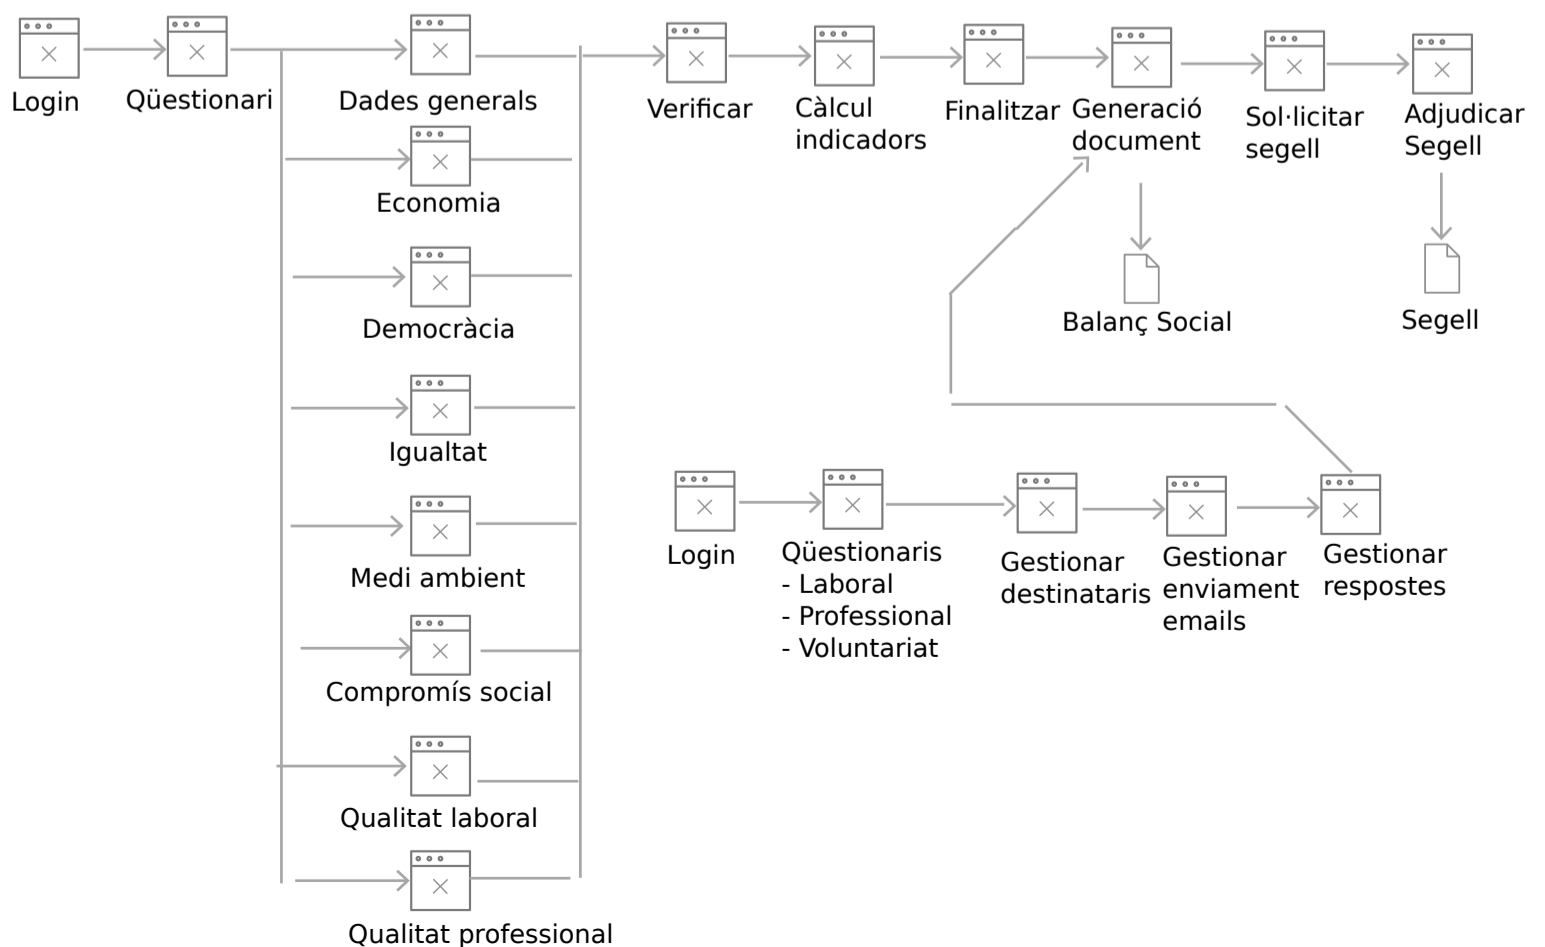 Login
Qüestionari
Dades generals
Economia
Democràcia
Igualtat
Medi ambient
Compromís social
Qualitat laboral
Qualitat professional
Verificar
Càlcul
indicadors
Finalitzar
Generació
document
Sol·licitar
segell
Adjudicar
Segell
Balanç Social
Segell
Login
Qüestionaris
- Laboral
- Professional
- Voluntariat
Gestionar
destinataris
Gestionar
enviament
emails
Gestionar
respostes